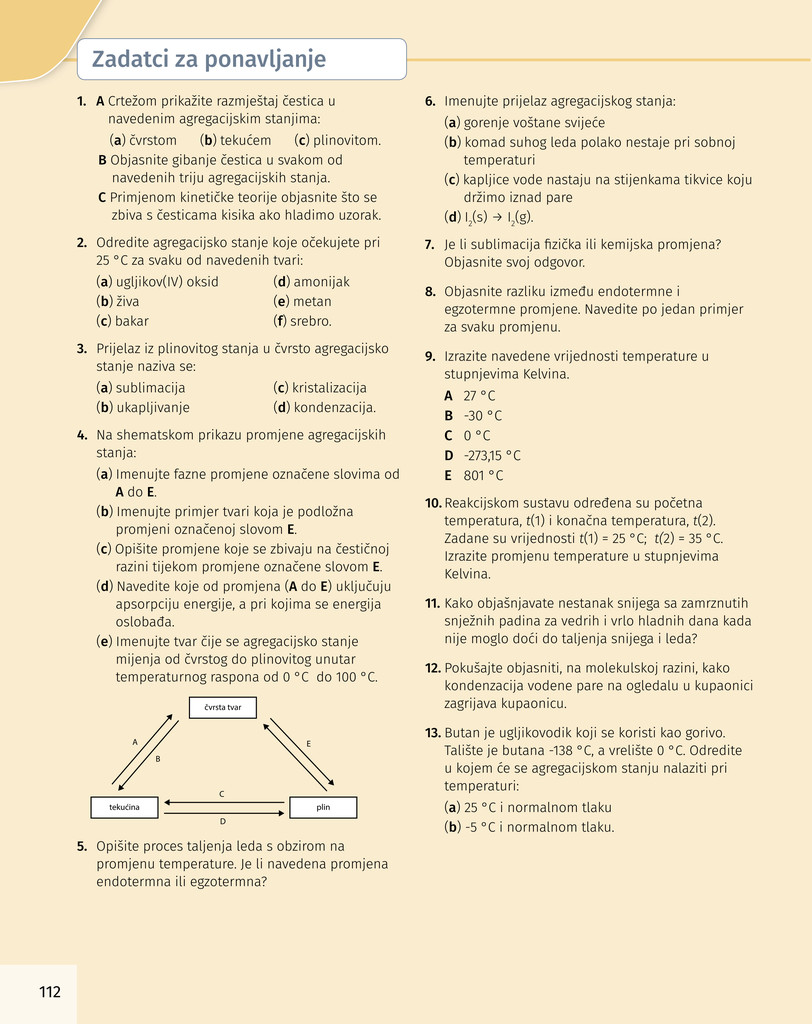 Zadatci za ponavljanje
1. A Crtežom prikažite razmještaj čestica u
navedenim agregacijskim stanjima:
(a) čvrstom (b) tekućem (c) plinovitom.
B Objasnite gibanje čestica u svakom od
navedenih triju agregacijskih stanja.
C Primjenom kinetičke teorije objasnite što se
zbiva s česticama kisika ako hladimo uzorak.
2. Odredite agregacijsko stanje koje očekujete pri
25 °C za svaku od navedenih tvari:
(a) ugljikov(IV) oksid (d) amonijak
(b) živa (e) metan
(c) bakar (f) srebro.
3. Prijelaz iz plinovitog stanja u čvrsto agregacijsko
stanje naziva se:
(a) sublimacija (c) kristalizacija
(b) ukapljivanje (d) kondenzacija.
4. Na shematskom prikazu promjene agregacijskih
stanja:
(a) Imenujte fazne promjene označene slovima od
A do E.
(b) Imenujte primjer tvari koja je podložna
promjeni označenoj slovom E.
(c) Opišite promjene koje se zbivaju na čestičnoj
razini tijekom promjene označene slovom E.
(d) Navedite koje od promjena (A do E) uključuju
apsorpciju energije, a pri kojima se energija
oslobađa.
(e) Imenujte tvar čije se agregacijsko stanje
mijenja od čvrstog do plinovitog unutar
temperaturnog raspona od 0 °C do 100 °C.
čvrsta tvar
A
E
B
C
tekućina
plin
D
5. Opišite proces taljenja leda s obzirom na
promjenu temperature. Je li navedena promjena
endotermna ili egzotermna?
6. Imenujte prijelaz agregacijskog stanja:
(a) gorenje voštane svijeće
(b) komad suhog leda polako nestaje pri sobnoj
temperaturi
(c) kapljice vode nastaju na stijenkama tikvice koju
držimo iznad pare
(d) I₂(s) → I₂(g).
7. Je li sublimacija fizička ili kemijska promjena?
Objasnite svoj odgovor.
8. Objasnite razliku između endotermne i
egzotermne promjene. Navedite po jedan primjer
za svaku promjenu.
9. Izrazite navedene vrijednosti temperature u
stupnjevima Kelvina.
A 27 °C
B -30 °C
C 0 °C
D -273,15 °C
E 801 °C
10. Reakcijskom sustavu određena su početna
temperatura, t(1) i konačna temperatura, t(2).
Zadane su vrijednosti t(1) = 25 °C; t(2) = 35 °C.
Izrazite promjenu temperature u stupnjevima
Kelvina.
11. Kako objašnjavate nestanak snijega sa zamrznutih
snježnih padina za vedrih i vrlo hladnih dana kada
nije moglo doći do taljenja snijega i leda?
12. Pokušajte objasniti, na molekulskoj razini, kako
kondenzacija vodene pare na ogledalu u kupaonici
zagrijava kupaonicu.
13. Butan je ugljikovodik koji se koristi kao gorivo.
Talište je butana -138 °C, a vrelište 0 °C. Odredite
u kojem će se agregacijskom stanju nalaziti pri
temperaturi:
(a) 25 °C i normalnom tlaku
(b) -5 °C i normalnom tlaku.
112